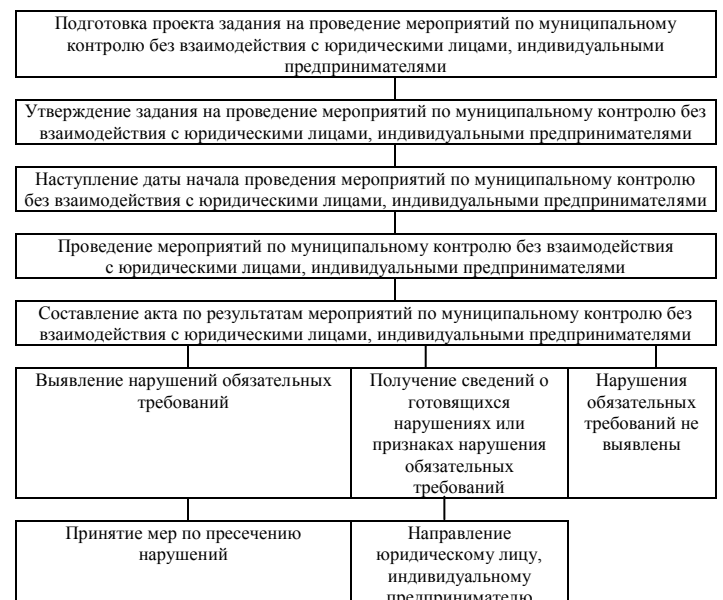 Подготовка проекта задания на проведение мероприятий по муниципальному
контролю без взаимодействия с юридическими лицами, индивидуальными
предпринимателями
Утверждение задания на проведение мероприятий по муниципальному контролю без
взаимодействия с юридическими лицами, индивидуальными предпринимателями
Наступление даты начала проведения мероприятий по муниципальному контролю
без взаимодействия с юридическими лицами, индивидуальными предпринимателями
Проведение мероприятий по муниципальному контролю без взаимодействия
с юридическими лицами, индивидуальными предпринимателями
Составление акта по результатам мероприятий по муниципальному контролю без
взаимодействия с юридическими лицами, индивидуальными предпринимателями
Выявление нарушений обязательных
требований
Получение сведений о
готовящихся
нарушениях или
признаках нарушения
обязательных
требований
Нарушения
обязательных
требований не
выявлены
Принятие мер по пресечению
нарушений
Направление
юридическому лицу,
индивидуальному
предпринимателю